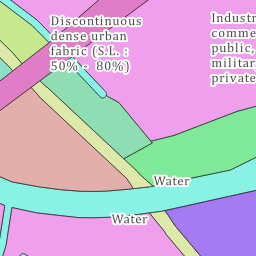 Discontinuous
dense urban
fabric (S.L. :
50% - 80%)
Industr
comme
public,
military
private
Water
Water